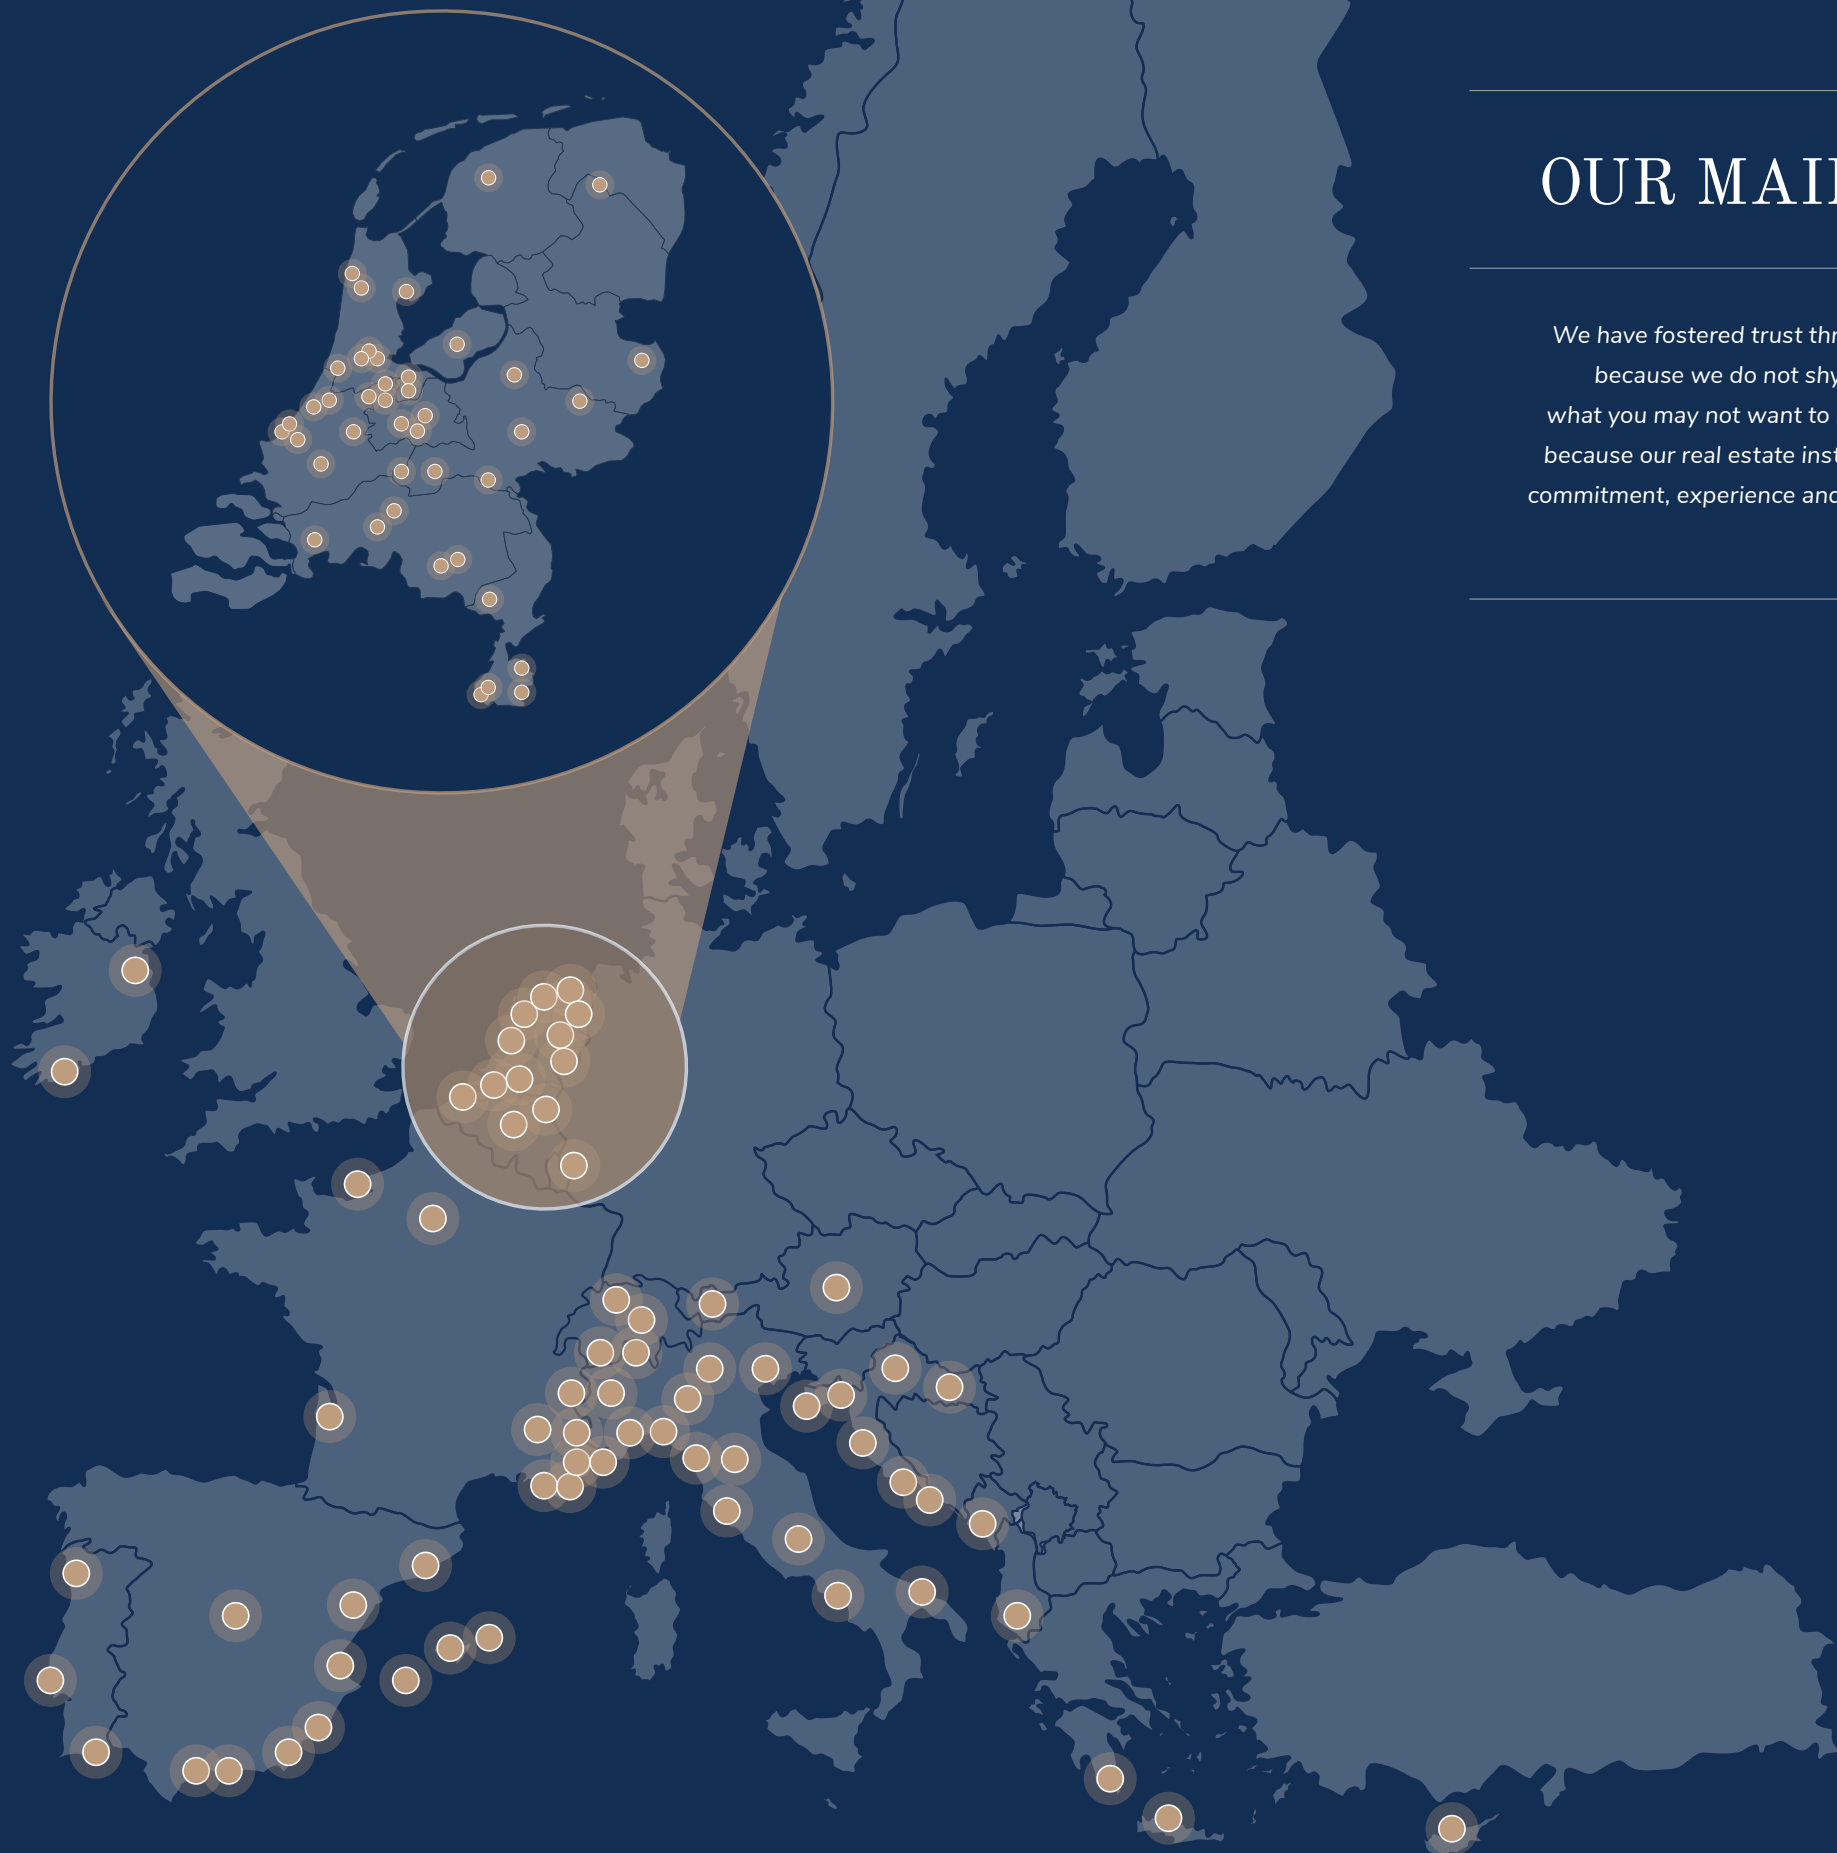 OUR MAI
We have fostered trust thr
because we do not shy
what you may not want to
because our real estate inst
commitment, experience and